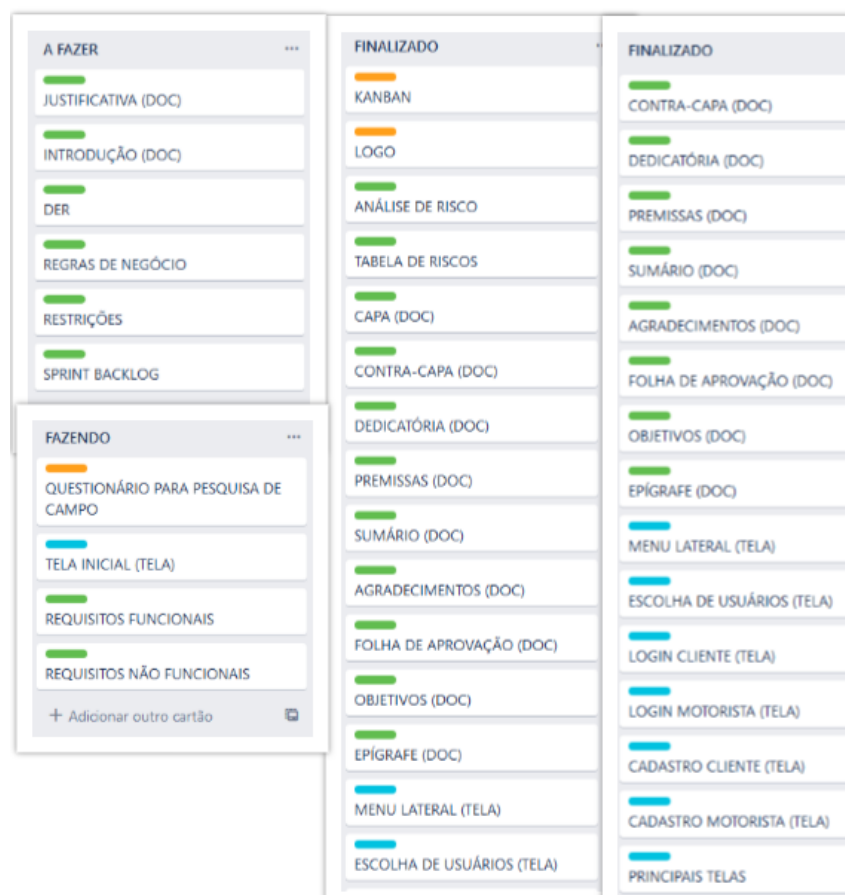 A FAZER
JUSTIFICATIVA (DOC)
INTRODUÇÃO (DOC)
DER
REGRAS DE NEGÓCIO
RESTRIÇÕES
SPRINT BACKLOG
FAZENDO
QUESTIONÁRIO PARA PESQUISA DE
CAMPO
TELA INICIAL (TELA)
REQUISITOS FUNCIONAIS
REQUISITOS NÃO FUNCIONAIS
+ Adicionar outro cartão
FINALIZADO
KANBAN
LOGO
ANÁLISE DE RISCO
TABELA DE RISCOS
CAPA (DOC)
CONTRA-CAPA (DOC)
DEDICATÓRIA (DOC)
PREMISSAS (DOC)
SUMÁRIO (DOC)
AGRADECIMENTOS (DOC)
FOLHA DE APROVAÇÃO (DOC)
OBJETIVOS (DOC)
EPÍGRAFE (DOC)
MENU LATERAL (TELA)
ESCOLHA DE USUÁRIOS (TELA)
FINALIZADO
CONTRA-CAPA (DOC)
DEDICATÓRIA (DOC)
PREMISSAS (DOC)
SUMÁRIO (DOC)
AGRADECIMENTOS (DOC)
FOLHA DE APROVAÇÃO (DOC)
OBJETIVOS (DOC)
EPÍGRAFE (DOC)
MENU LATERAL (TELA)
ESCOLHA DE USUÁRIOS (TELA)
LOGIN CLIENTE (TELA)
LOGIN MOTORISTA (TELA)
CADASTRO CLIENTE (TELA)
CADASTRO MOTORISTA (TELA)
PRINCIPAIS TELAS